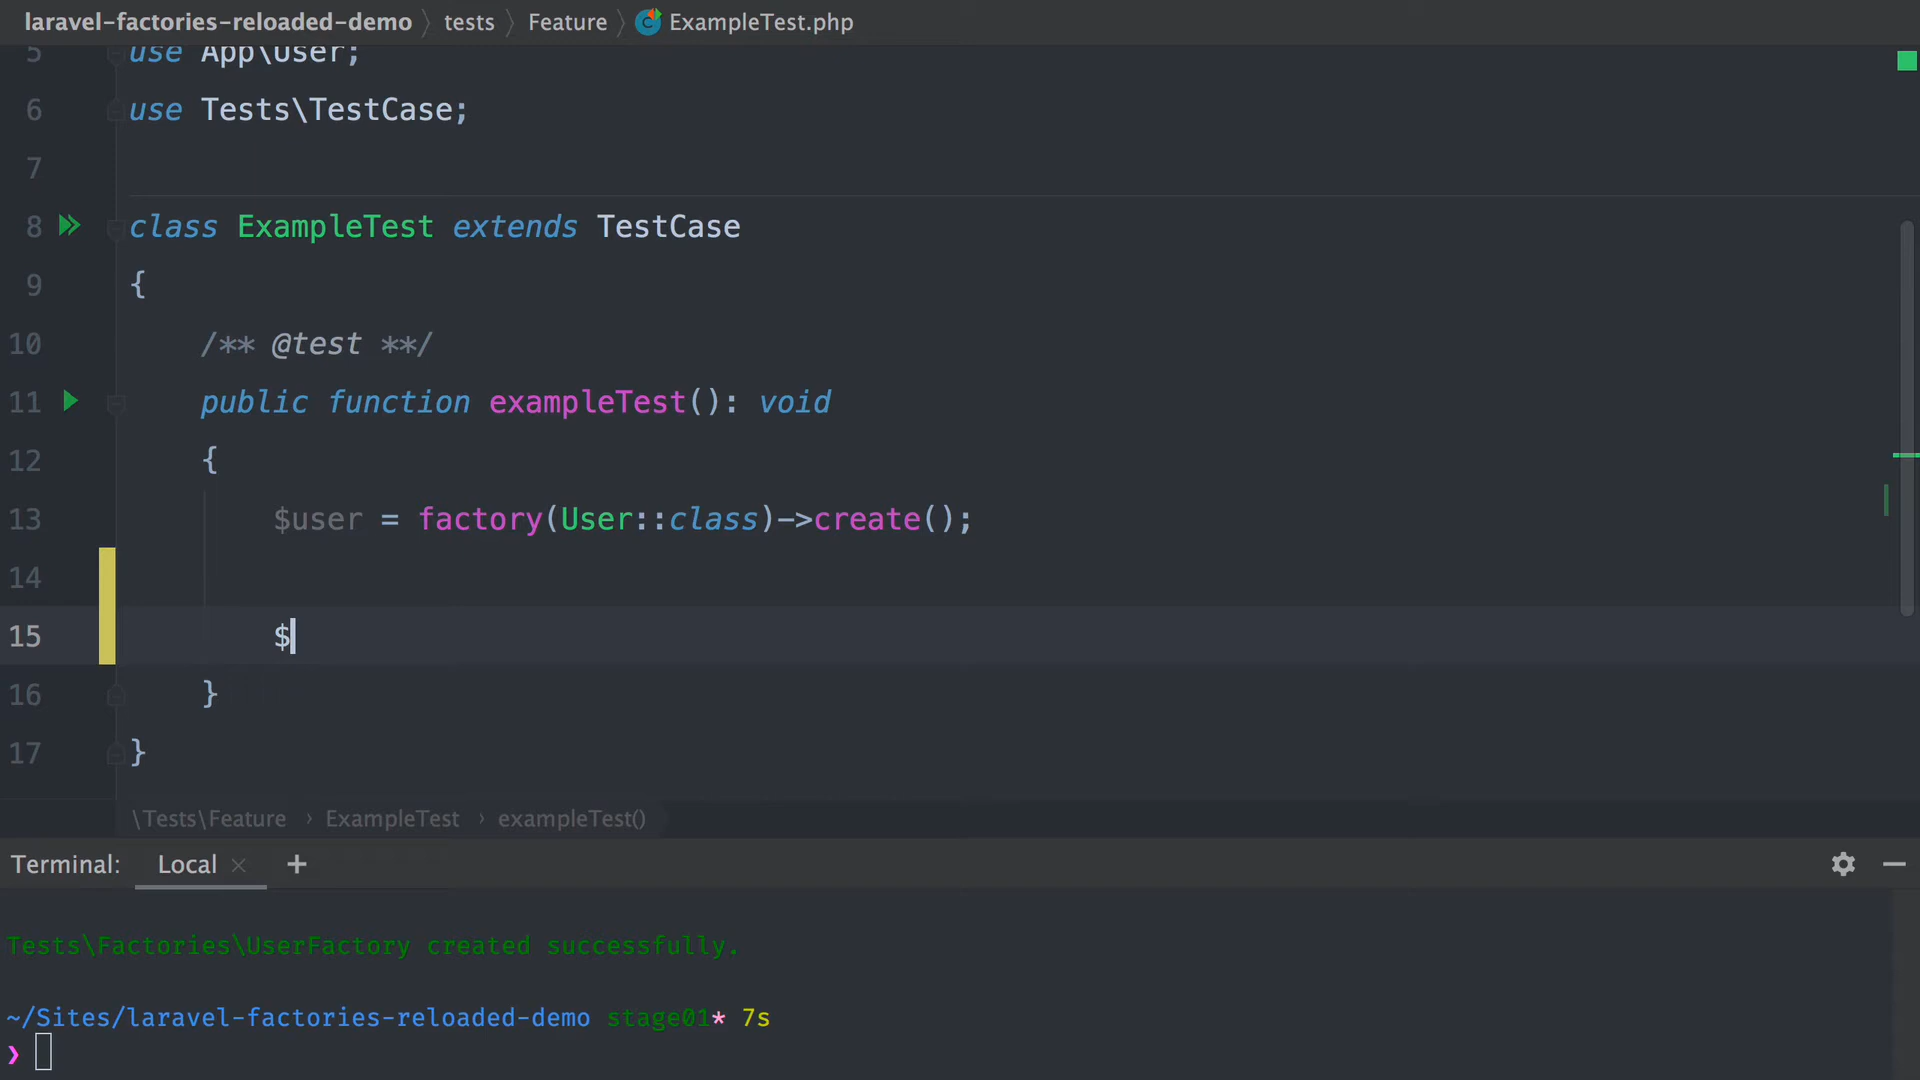 laravel-factories-reloaded-demo 〉 tests 〉 Feature 〉 ExampleTest.php
5 use App\User;
6 use Tests\TestCase;
7
8 class ExampleTest extends TestCase
9 {
10 /** @test **/
11 public function exampleTest(): void
12 {
13 $user = factory(User::class)->create();
14
15 $
16 }
17 }
\Tests\Feature › ExampleTest › exampleTest()
Terminal: Local × +
Tests\Factories\UserFactory created successfully.
~/Sites/laravel-factories-reloaded-demo stage01* 7s
❯